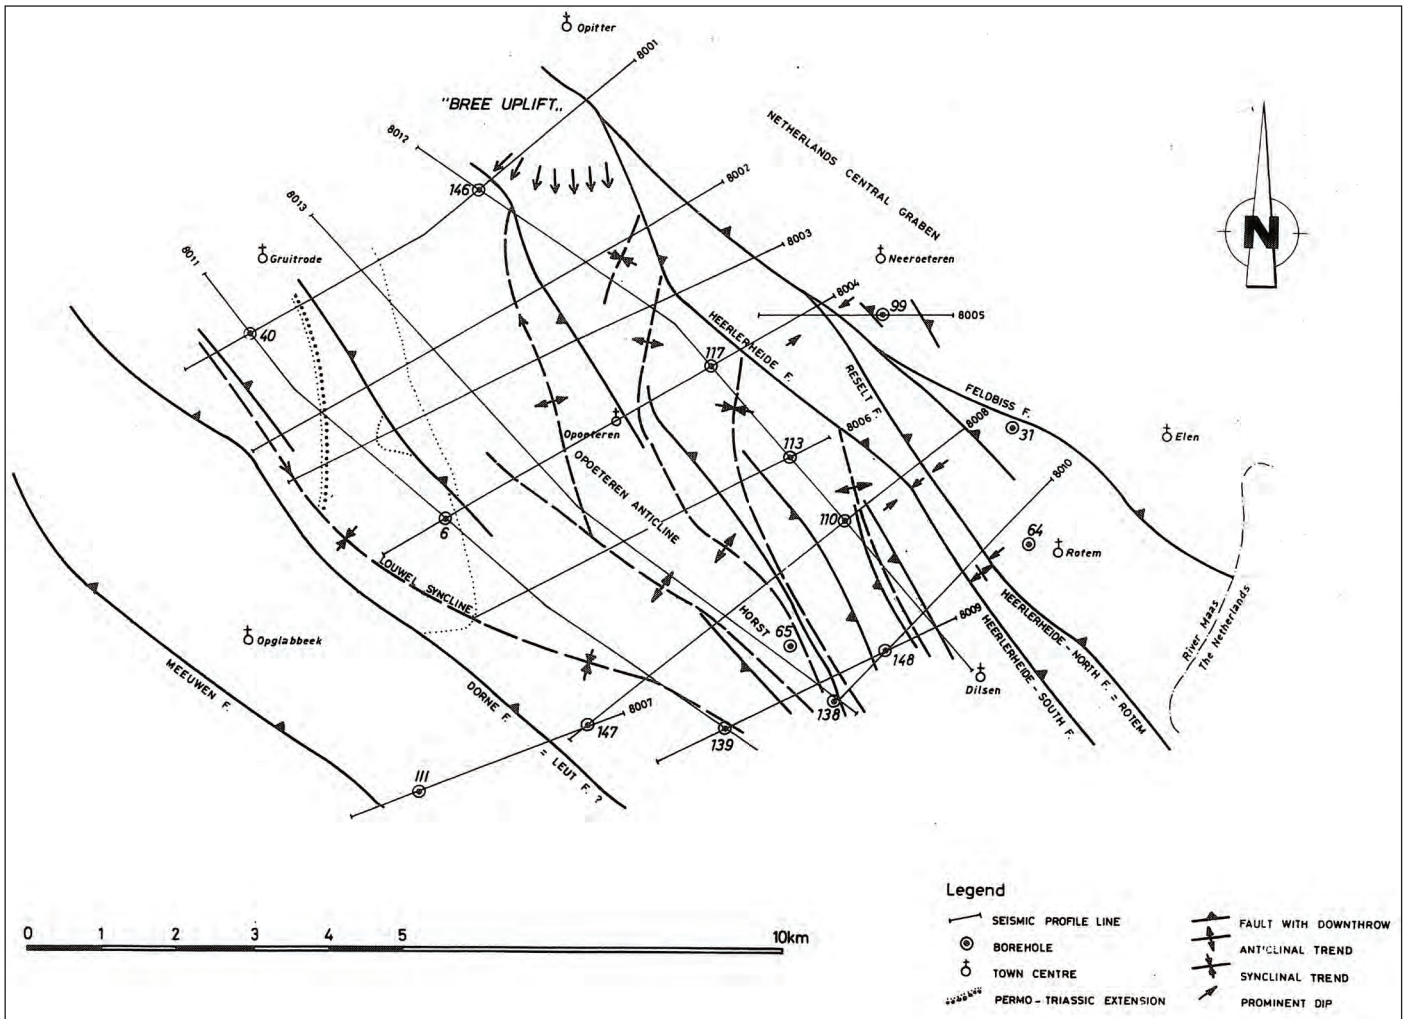 Opitter
8001
"BREE UPLIFT"
8012
NETHERLANDS CENTRAL GRABEN
8002
146
8013
8003
8011
Gruitrode
Neeroeteren
N
8004
99
8005
40
HEERLERHEIDE F.
117
RESELT F.
FELDBISS F.
8006
8008
31
Elen
Opoeteren
OPOETEREN ANTICLINE
113
8010
6
110
64
Rotem
LOUWEL SYNCLINE
HORST
65
8009
148
HEERLERHEIDE-NORTH F. = ROTEM
HEERLERHEIDE-SOUTH F.
River Maas
The Netherlands
Opglabbeek
MEEUWEN F.
DORNE F.
= LEUT F. ?
Dilsen
8007
147
138
139
111
Legend
SEISMIC PROFILE LINE
BOREHOLE
TOWN CENTRE
PERMO-TRIASSIC EXTENSION
FAULT WITH DOWNTHROW
ANTICLINAL TREND
SYNCLINAL TREND
PROMINENT DIP
0 1 2 3 4 5 10km